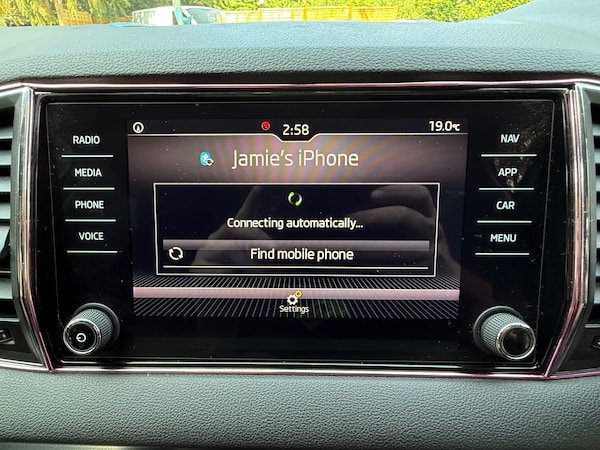 2:58
19.0°C
Jamie's iPhone
Connecting automatically...
Find mobile phone
Settings
RADIO
MEDIA
PHONE
VOICE
NAV
APP
CAR
MENU